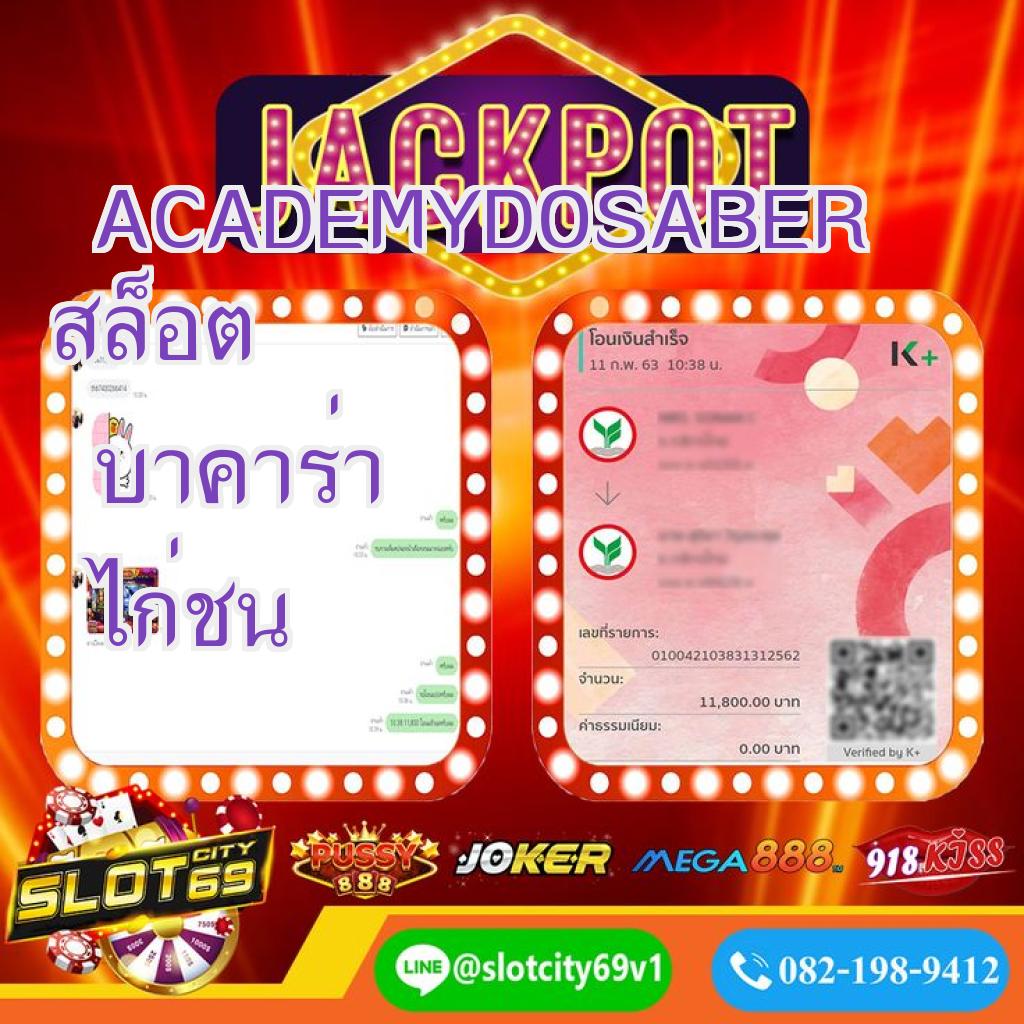 JACKPOT
ACADEMYDOSABER
สล็อต
บาคาร่า
ไก่ชน
โอนเงินสำเร็จ
11 ก.พ. 63 10:38 น.
K+
เลขที่รายการ:
010042103831312562
จำนวน:
11,800.00 บาท
ค่าธรรมเนียม:
0.00 บาท
Verified by K+
SLOT CITY 69
PUSSY 888
JOKER
MEGA888
918KISS
LINE @slotcity69v1
082-198-9412